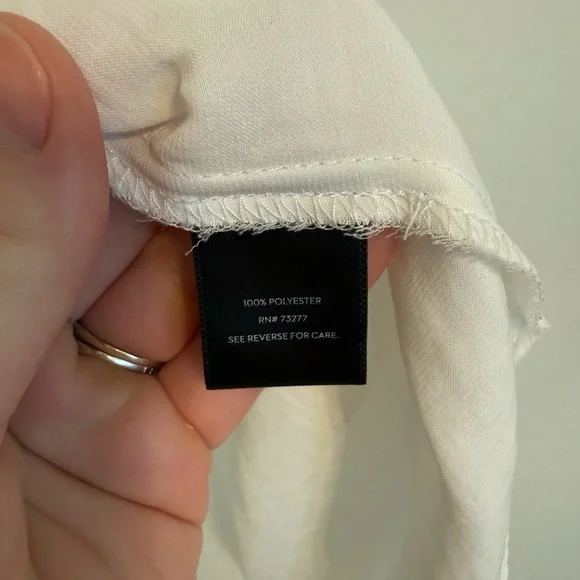 100% POLYESTER
RN# 73277
SEE REVERSE FOR CARE.